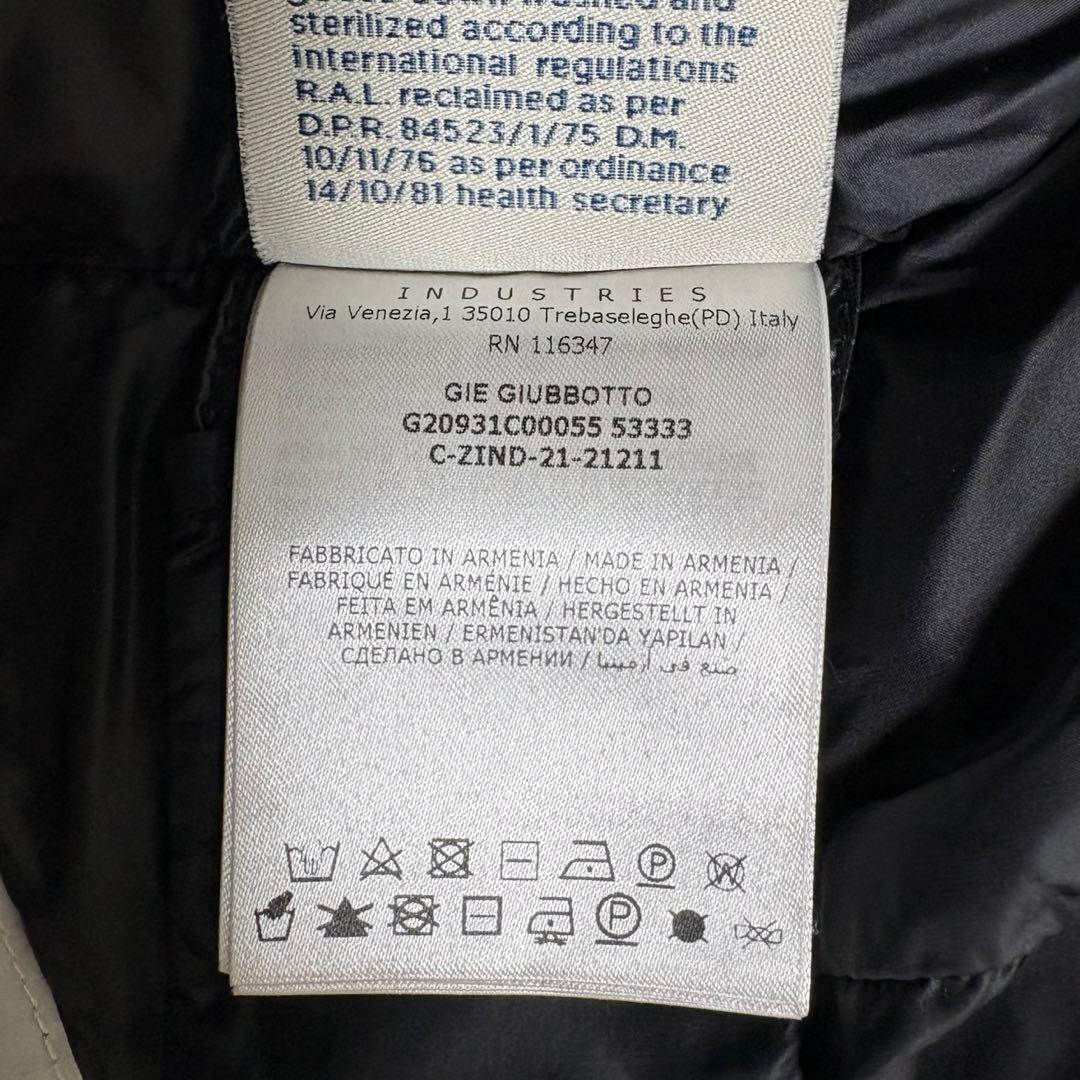 sterilized according to the
international regulations
R.A.L. reclaimed as per
D.P.R. 84523/1/75 D.M.
10/11/76 as per ordinance
14/10/81 health secretary
INDUSTRIES
Via Venezia,1 35010 Trebaseleghe(PD) Italy
RN 116347
GIE GIUBBOTTO
G20931C00055 53333
C-ZIND-21-21211
FABBRICATO IN ARMENIA / MADE IN ARMENIA /
FABRIQUÉ EN ARMÉNIE / HECHO EN ARMENIA /
FEITA EM ARMÊNIA / HERGESTELLT IN
ARMENIEN / ERMENISTAN'DA YAPILAN /
СДЕЛАНО В АРМЕНИИ / صنع في أرمينيا
P W
P